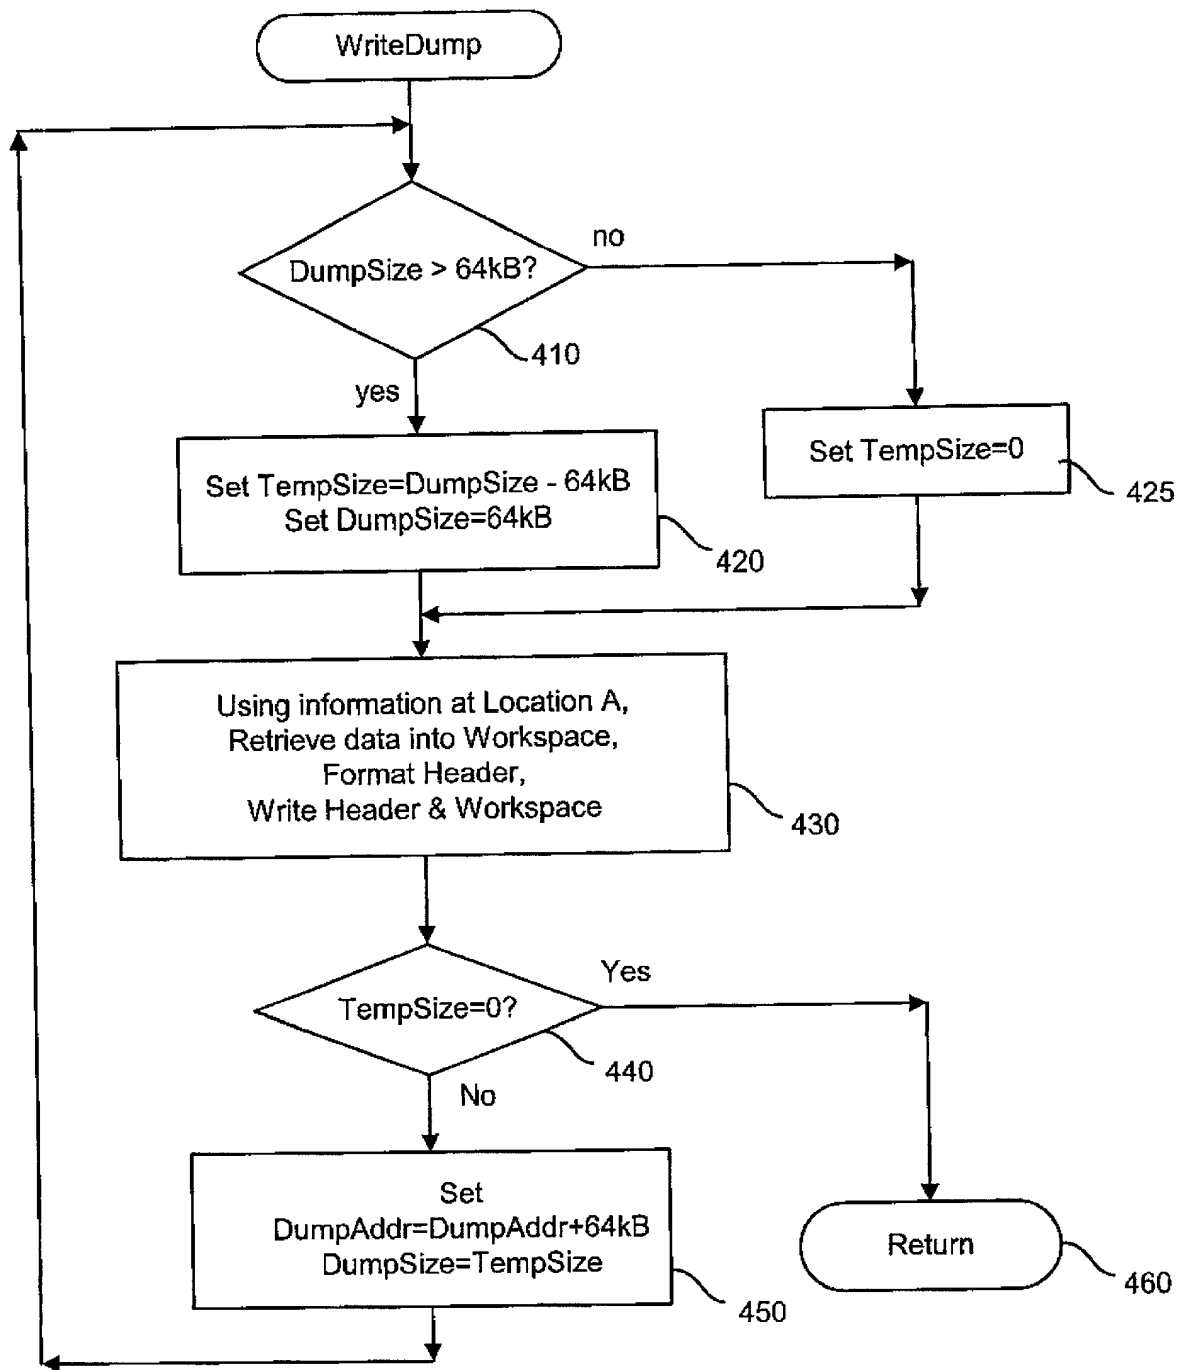 WriteDump
DumpSize > 64kB?
no
410
yes
Set TempSize=DumpSize - 64kB
Set DumpSize=64kB
420
Set TempSize=0
425
Using information at Location A,
Retrieve data into Workspace,
Format Header,
Write Header & Workspace
430
TempSize=0?
Yes
440
No
Set
DumpAddr=DumpAddr+64kB
DumpSize=TempSize
450
Return
460